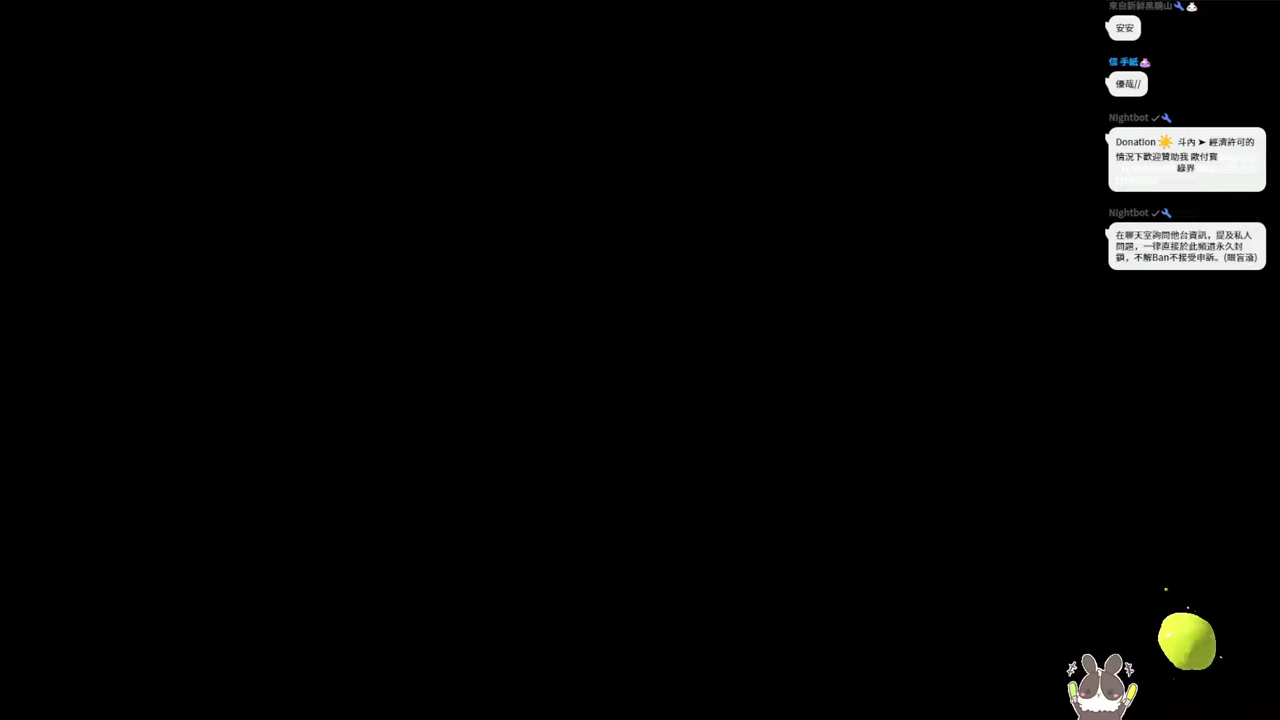 來自新鮮黑糖山
安安
信 手紙
優哉//
Nightbot
Donation ☀️ 斗內 ➤ 經濟許可的
情況下歡迎贊助我 歐付寶
綠界
Nightbot
在聊天室詢問他台資訊，提及私人
問題，一律直接於此頻道永久封
鎖，不解Ban不接受申訴。(眼盲滾)